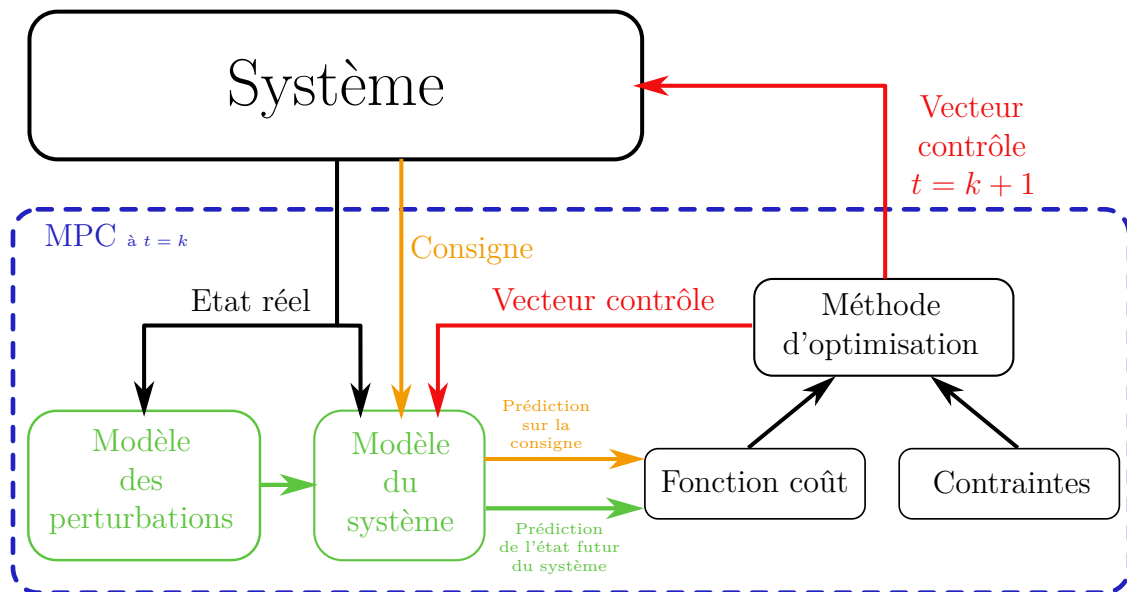 Système
Vecteur
contrôle
t = k + 1
MPC à t = k
Consigne
Etat réel
Vecteur contrôle
Méthode
d'optimisation
Modèle
des
perturbations
Modèle
du
système
Prédiction
sur la
consigne
Prédiction
de l'état futur
du système
Fonction coût
Contraintes